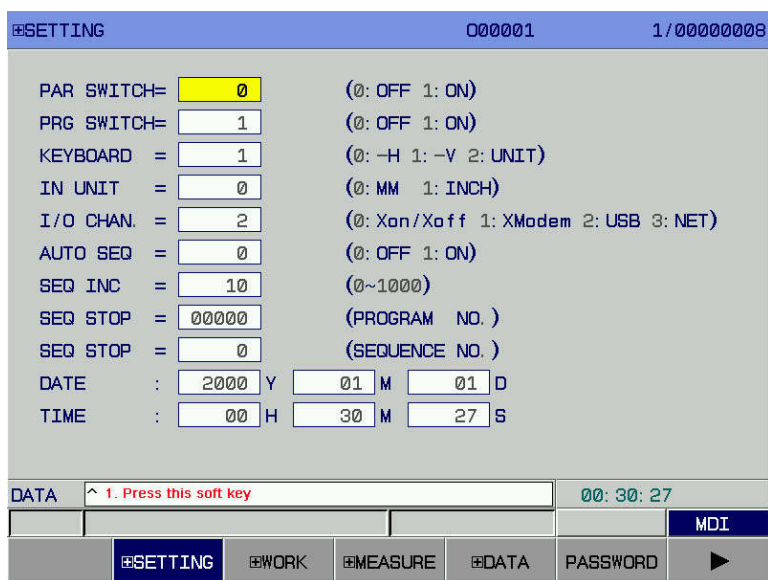 SETTING O00001 1/00000008
PAR SWITCH= 0 (0: OFF 1: ON)
PRG SWITCH= 1 (0: OFF 1: ON)
KEYBOARD = 1 (0: -H 1: -V 2: UNIT)
IN UNIT = 0 (0: MM 1: INCH)
I/O CHAN. = 2 (0: Xon/Xoff 1: XModem 2: USB 3: NET)
AUTO SEQ = 0 (0: OFF 1: ON)
SEQ INC = 10 (0~1000)
SEQ STOP = 00000 (PROGRAM NO.)
SEQ STOP = 0 (SEQUENCE NO.)
DATE : 2000 Y 01 M 01 D
TIME : 00 H 30 M 27 S
DATA ^ 1. Press this soft key 00: 30: 27
MDI
SETTING WORK MEASURE DATA PASSWORD